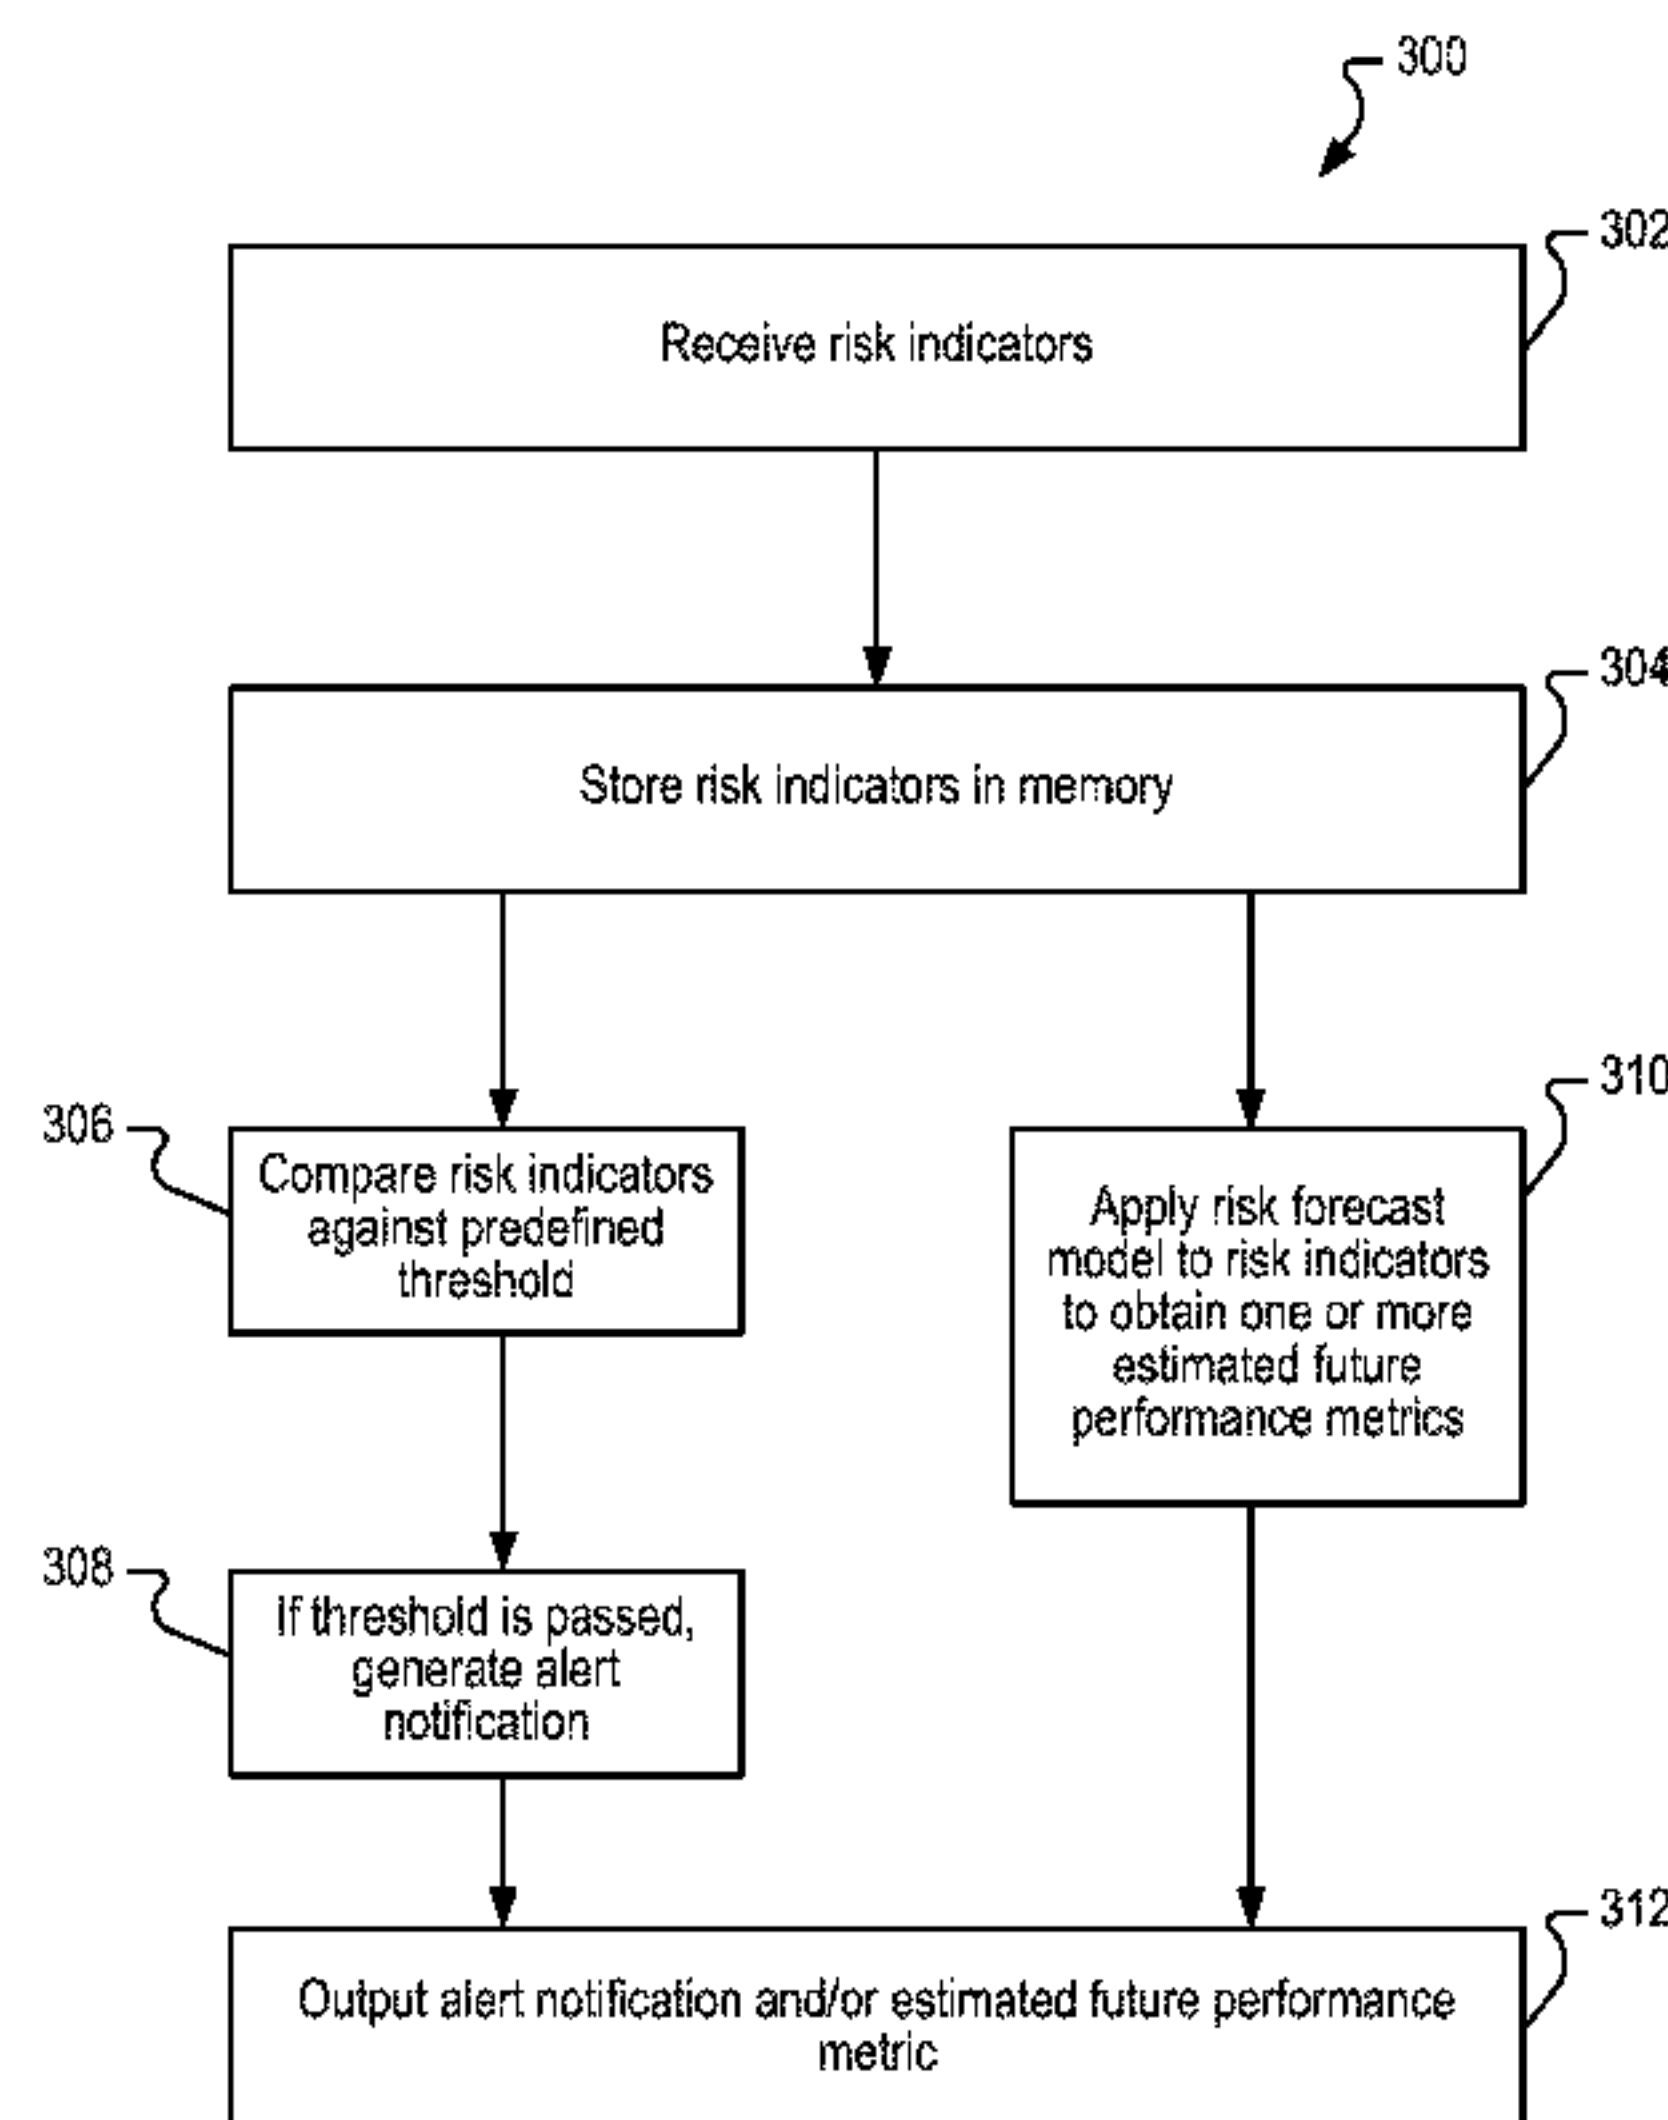 300
302
Receive risk indicators
304
Store risk indicators in memory
306
Compare risk indicators
against predefined
threshold
310
Apply risk forecast
model to risk indicators
to obtain one or more
estimated future
performance metrics
308
If threshold is passed,
generate alert
notification
312
Output alert notification and/or estimated future performance
metric